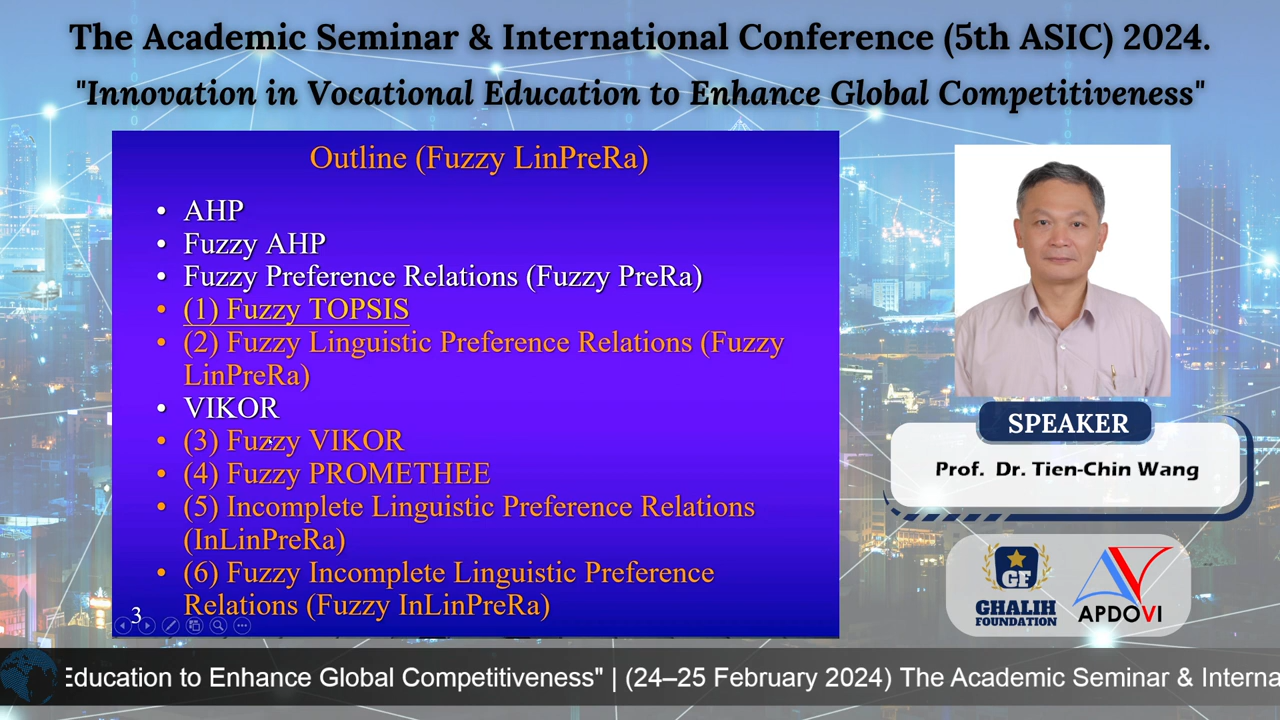 The Academic Seminar & International Conference (5th ASIC) 2024.
"Innovation in Vocational Education to Enhance Global Competitiveness"
Outline (Fuzzy LinPreRa)
• AHP
• Fuzzy AHP
• Fuzzy Preference Relations (Fuzzy PreRa)
• (1) Fuzzy TOPSIS
• (2) Fuzzy Linguistic Preference Relations (Fuzzy
LinPreRa)
• VIKOR
• (3) Fuzzy VIKOR
• (4) Fuzzy PROMETHEE
• (5) Incomplete Linguistic Preference Relations
(InLinPreRa)
• (6) Fuzzy Incomplete Linguistic Preference
Relations (Fuzzy InLinPreRa)
3
SPEAKER
Prof. Dr. Tien-Chin Wang
GF
GHALIH
FOUNDATION
APDOVI
Education to Enhance Global Competitiveness" | (24–25 February 2024) The Academic Seminar & Interna